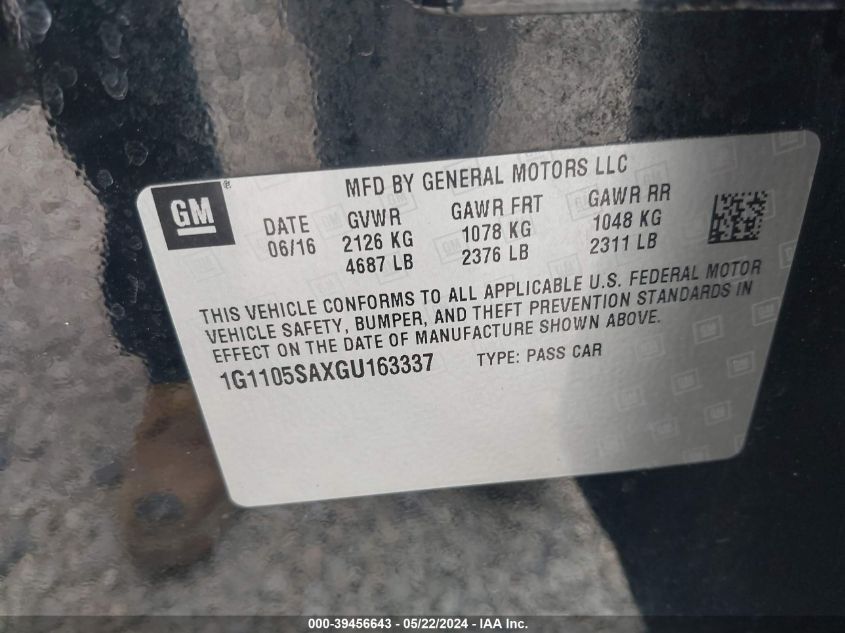 GM®
MFD BY GENERAL MOTORS LLC
DATE GVWR GAWR FRT GAWR RR
06/16 2126 KG 1078 KG 1048 KG
4687 LB 2376 LB 2311 LB
THIS VEHICLE CONFORMS TO ALL APPLICABLE U.S. FEDERAL MOTOR
VEHICLE SAFETY, BUMPER, AND THEFT PREVENTION STANDARDS IN
EFFECT ON THE DATE OF MANUFACTURE SHOWN ABOVE.
1G1105SAXGU163337 TYPE: PASS CAR
000-39456643 - 05/22/2024 - IAA Inc.